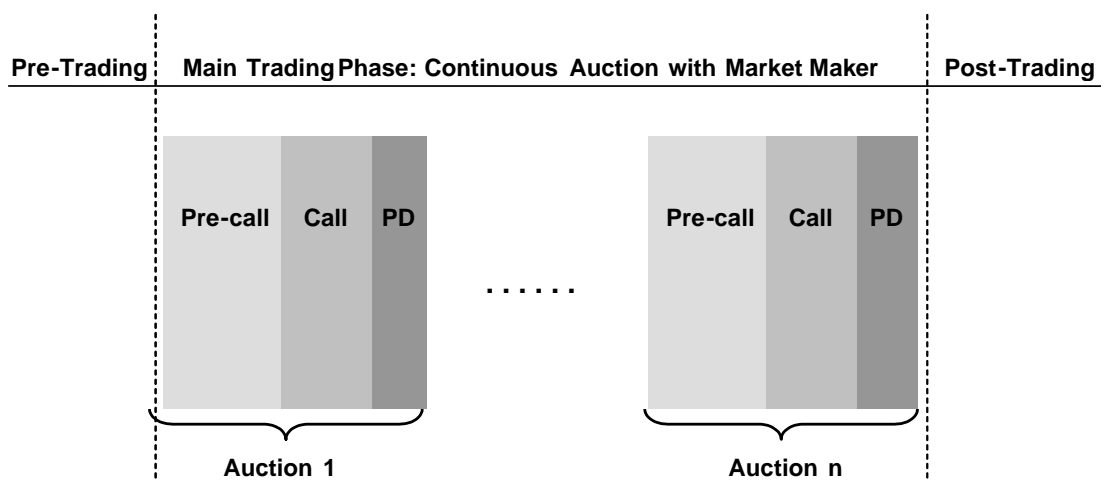 Pre-Trading Main Trading Phase: Continuous Auction with Market Maker Post-Trading
Pre-call Call PD Pre-call Call PD
......
Auction 1 Auction n